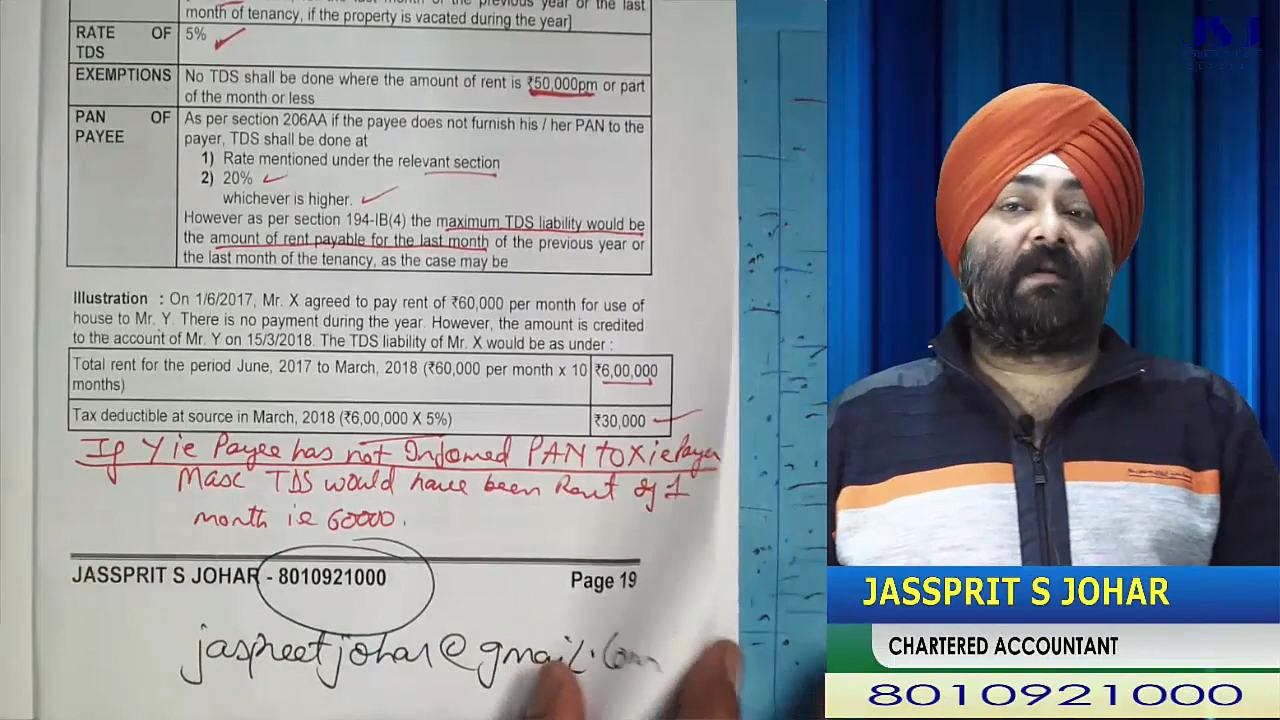 month of tenancy, if the property is vacated during the year]
RATE OF TDS
5%
EXEMPTIONS
No TDS shall be done where the amount of rent is ₹50,000pm or part
of the month or less
PAN OF PAYEE
As per section 206AA if the payee does not furnish his / her PAN to the
payer, TDS shall be done at
1) Rate mentioned under the relevant section
2) 20%
whichever is higher.
However as per section 194-IB(4) the maximum TDS liability would be
the amount of rent payable for the last month of the previous year or
the last month of the tenancy, as the case may be
Illustration : On 1/6/2017, Mr. X agreed to pay rent of ₹60,000 per month for use of
house to Mr. Y. There is no payment during the year. However, the amount is credited
to the account of Mr. Y on 15/3/2018. The TDS liability of Mr. X would be as under :
Total rent for the period June, 2017 to March, 2018 (₹60,000 per month x 10
months)
₹6,00,000
Tax deductible at source in March, 2018 (₹6,00,000 X 5%)
₹30,000
If Y ie Payee has not Informed PAN to X ie Payer
Max TDS would have been Rent of 1
month ie 60000.
JASSPRIT S JOHAR - 8010921000
Page 19
jaspreetjohar@gmail.com
JSJ
JASSPRIT S JOHAR
CHARTERED ACCOUNTANT
8010921000